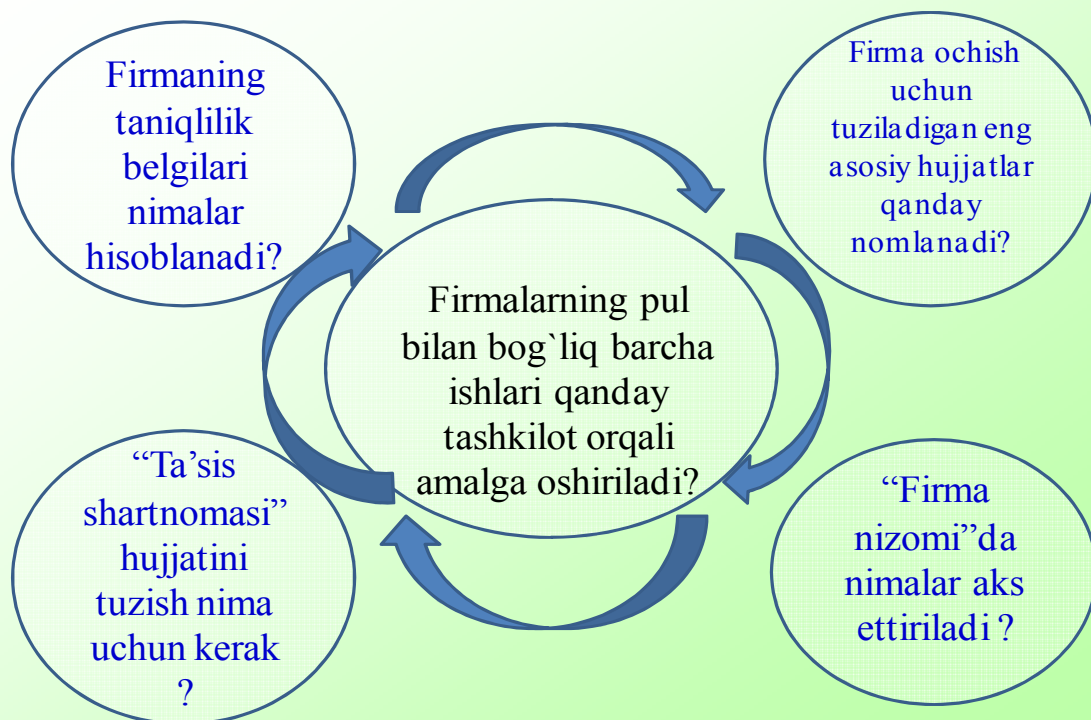 Firmaning
taniqlilik
belgilari
nimalar
hisoblanadi?
Firma ochish
uchun
tuziladigan eng
asosiy hujjatlar
qanday
nomlanadi?
Firmalarning pul
bilan bog`liq barcha
ishlari qanday
tashkilot orqali
amalga oshiriladi?
“Ta’sis
shartnomasi”
hujjatini
tuzish nima
uchun kerak
?
“Firma
nizomi”da
nimalar aks
ettiriladi ?